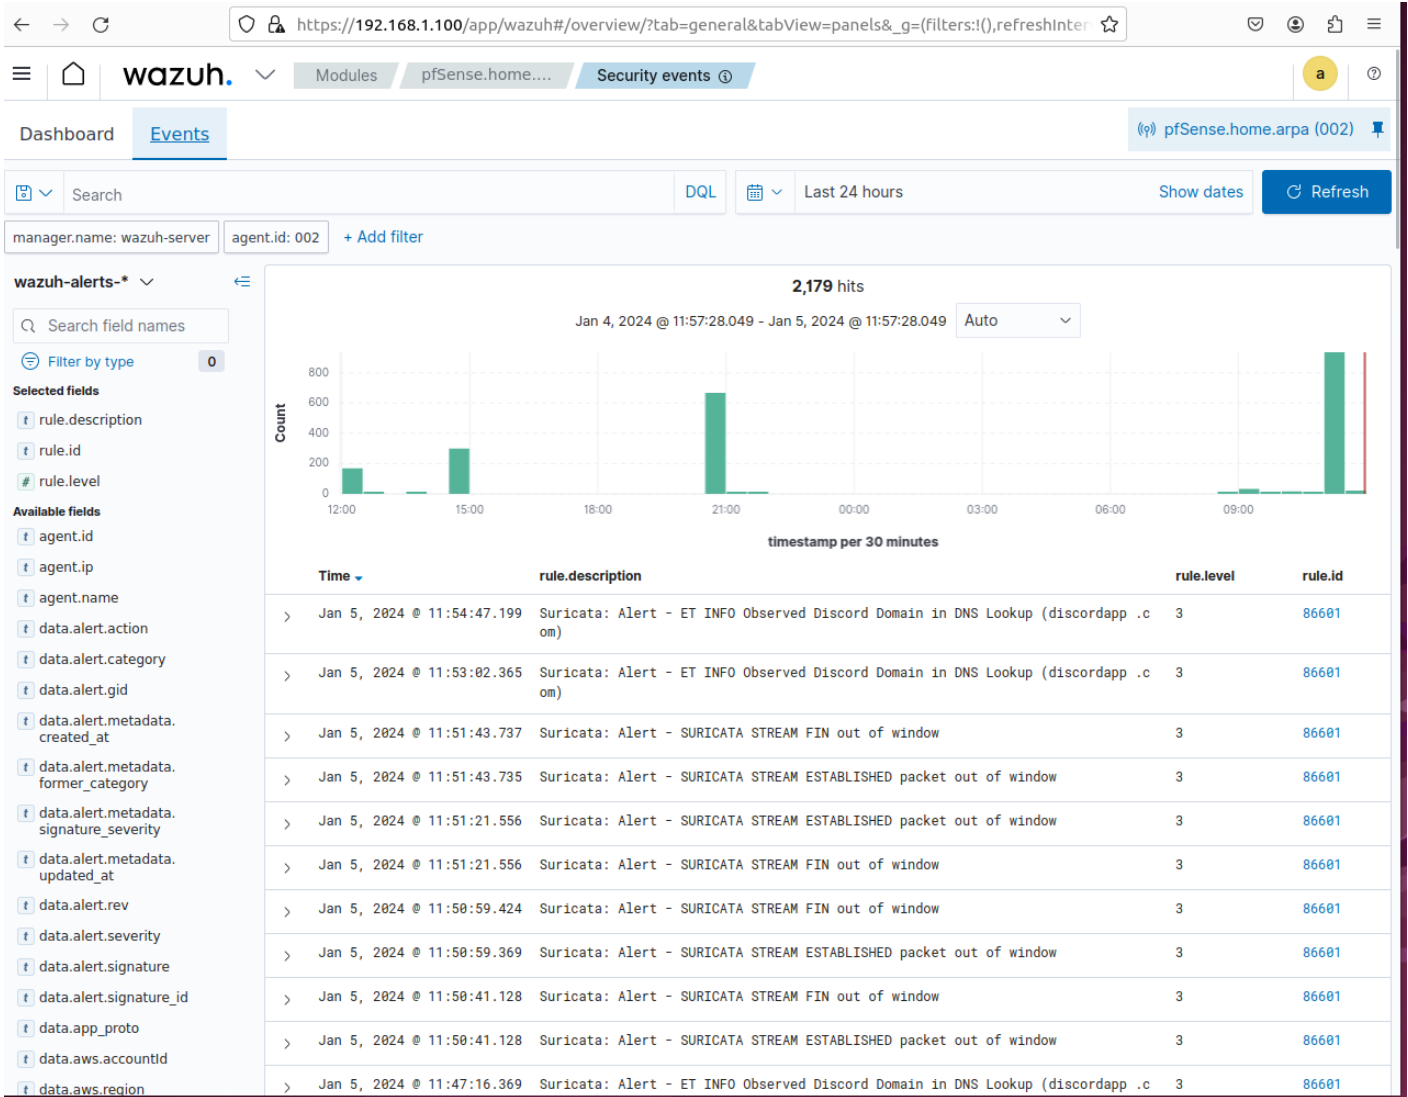 https://192.168.1.100/app/wazuh#/overview/?tab=general&tabView=panels&_g=(filters:!(),refreshInter
wazuh. Modules pfSense.home.... Security events a
Dashboard Events pfSense.home.arpa (002)
Search DQL Last 24 hours Show dates Refresh
manager.name: wazuh-server agent.id: 002 + Add filter
wazuh-alerts-*
Search field names
Filter by type 0
Selected fields
t rule.description
t rule.id
# rule.level
Available fields
t agent.id
t agent.ip
t agent.name
t data.alert.action
t data.alert.category
t data.alert.gid
t data.alert.metadata.
created_at
t data.alert.metadata.
former_category
t data.alert.metadata.
signature_severity
t data.alert.metadata.
updated_at
t data.alert.rev
t data.alert.severity
t data.alert.signature
t data.alert.signature_id
t data.app_proto
t data.aws.accountId
t data.aws.region
2,179 hits
Jan 4, 2024 @ 11:57:28.049 - Jan 5, 2024 @ 11:57:28.049 Auto
Count
800
600
400
200
0
12:00 15:00 18:00 21:00 00:00 03:00 06:00 09:00
timestamp per 30 minutes
Time rule.description rule.level rule.id
Jan 5, 2024 @ 11:54:47.199 Suricata: Alert - ET INFO Observed Discord Domain in DNS Lookup (discordapp .c 3 86601
om)
Jan 5, 2024 @ 11:53:02.365 Suricata: Alert - ET INFO Observed Discord Domain in DNS Lookup (discordapp .c 3 86601
om)
Jan 5, 2024 @ 11:51:43.737 Suricata: Alert - SURICATA STREAM FIN out of window 3 86601
Jan 5, 2024 @ 11:51:43.735 Suricata: Alert - SURICATA STREAM ESTABLISHED packet out of window 3 86601
Jan 5, 2024 @ 11:51:21.556 Suricata: Alert - SURICATA STREAM ESTABLISHED packet out of window 3 86601
Jan 5, 2024 @ 11:51:21.556 Suricata: Alert - SURICATA STREAM FIN out of window 3 86601
Jan 5, 2024 @ 11:50:59.424 Suricata: Alert - SURICATA STREAM FIN out of window 3 86601
Jan 5, 2024 @ 11:50:59.369 Suricata: Alert - SURICATA STREAM ESTABLISHED packet out of window 3 86601
Jan 5, 2024 @ 11:50:41.128 Suricata: Alert - SURICATA STREAM FIN out of window 3 86601
Jan 5, 2024 @ 11:50:41.128 Suricata: Alert - SURICATA STREAM ESTABLISHED packet out of window 3 86601
Jan 5, 2024 @ 11:47:16.369 Suricata: Alert - ET INFO Observed Discord Domain in DNS Lookup (discordapp .c 3 86601